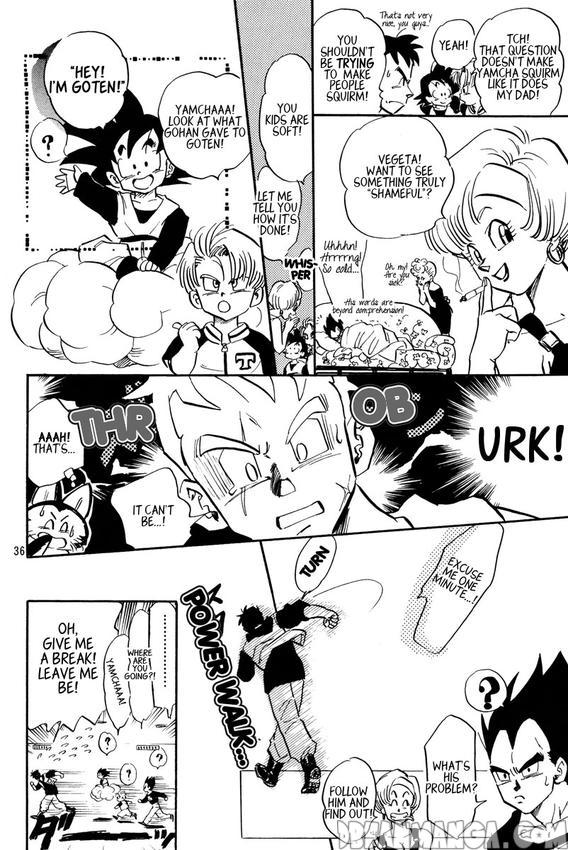 TCH!
THAT QUESTION
DOESN'T MAKE
YAMCHA SQUIRM
LIKE IT DOES
MY DAD!
YEAH!
That's not very
nice, you guys...
YOU
SHOULDN'T
BE TRYING
TO MAKE
PEOPLE
SQUIRM!
VEGETA!
WANT TO SEE
SOMETHING TRULY
"SHAMEFUL"?
Uhhhn!
Hrrrrng!
So cold...
Oh my!
Are you
sick?
His words are
beyond comprehension!
YOU
KIDS ARE
SOFT!
LET ME
TELL YOU
HOW IT'S
DONE!
WHISPER
YAMCHAAA!
LOOK AT WHAT
GOHAN GAVE TO
GOTEN!
"HEY!
I'M GOTEN!"
?
URK!
THROB
IT CAN'T
BE...!
AAAH!
THAT'S...
36
EXCUSE
ME ONE
MINUTE...!
TURN
POWER WALK...
?
WHAT'S
HIS
PROBLEM?
FOLLOW
HIM AND
FIND OUT!
WHERE
ARE
YOU
GOING?!
YAMCHAAA!
OH,
GIVE ME
A BREAK!
LEAVE ME
BE!
?
?
?
DBZMANGA.COM